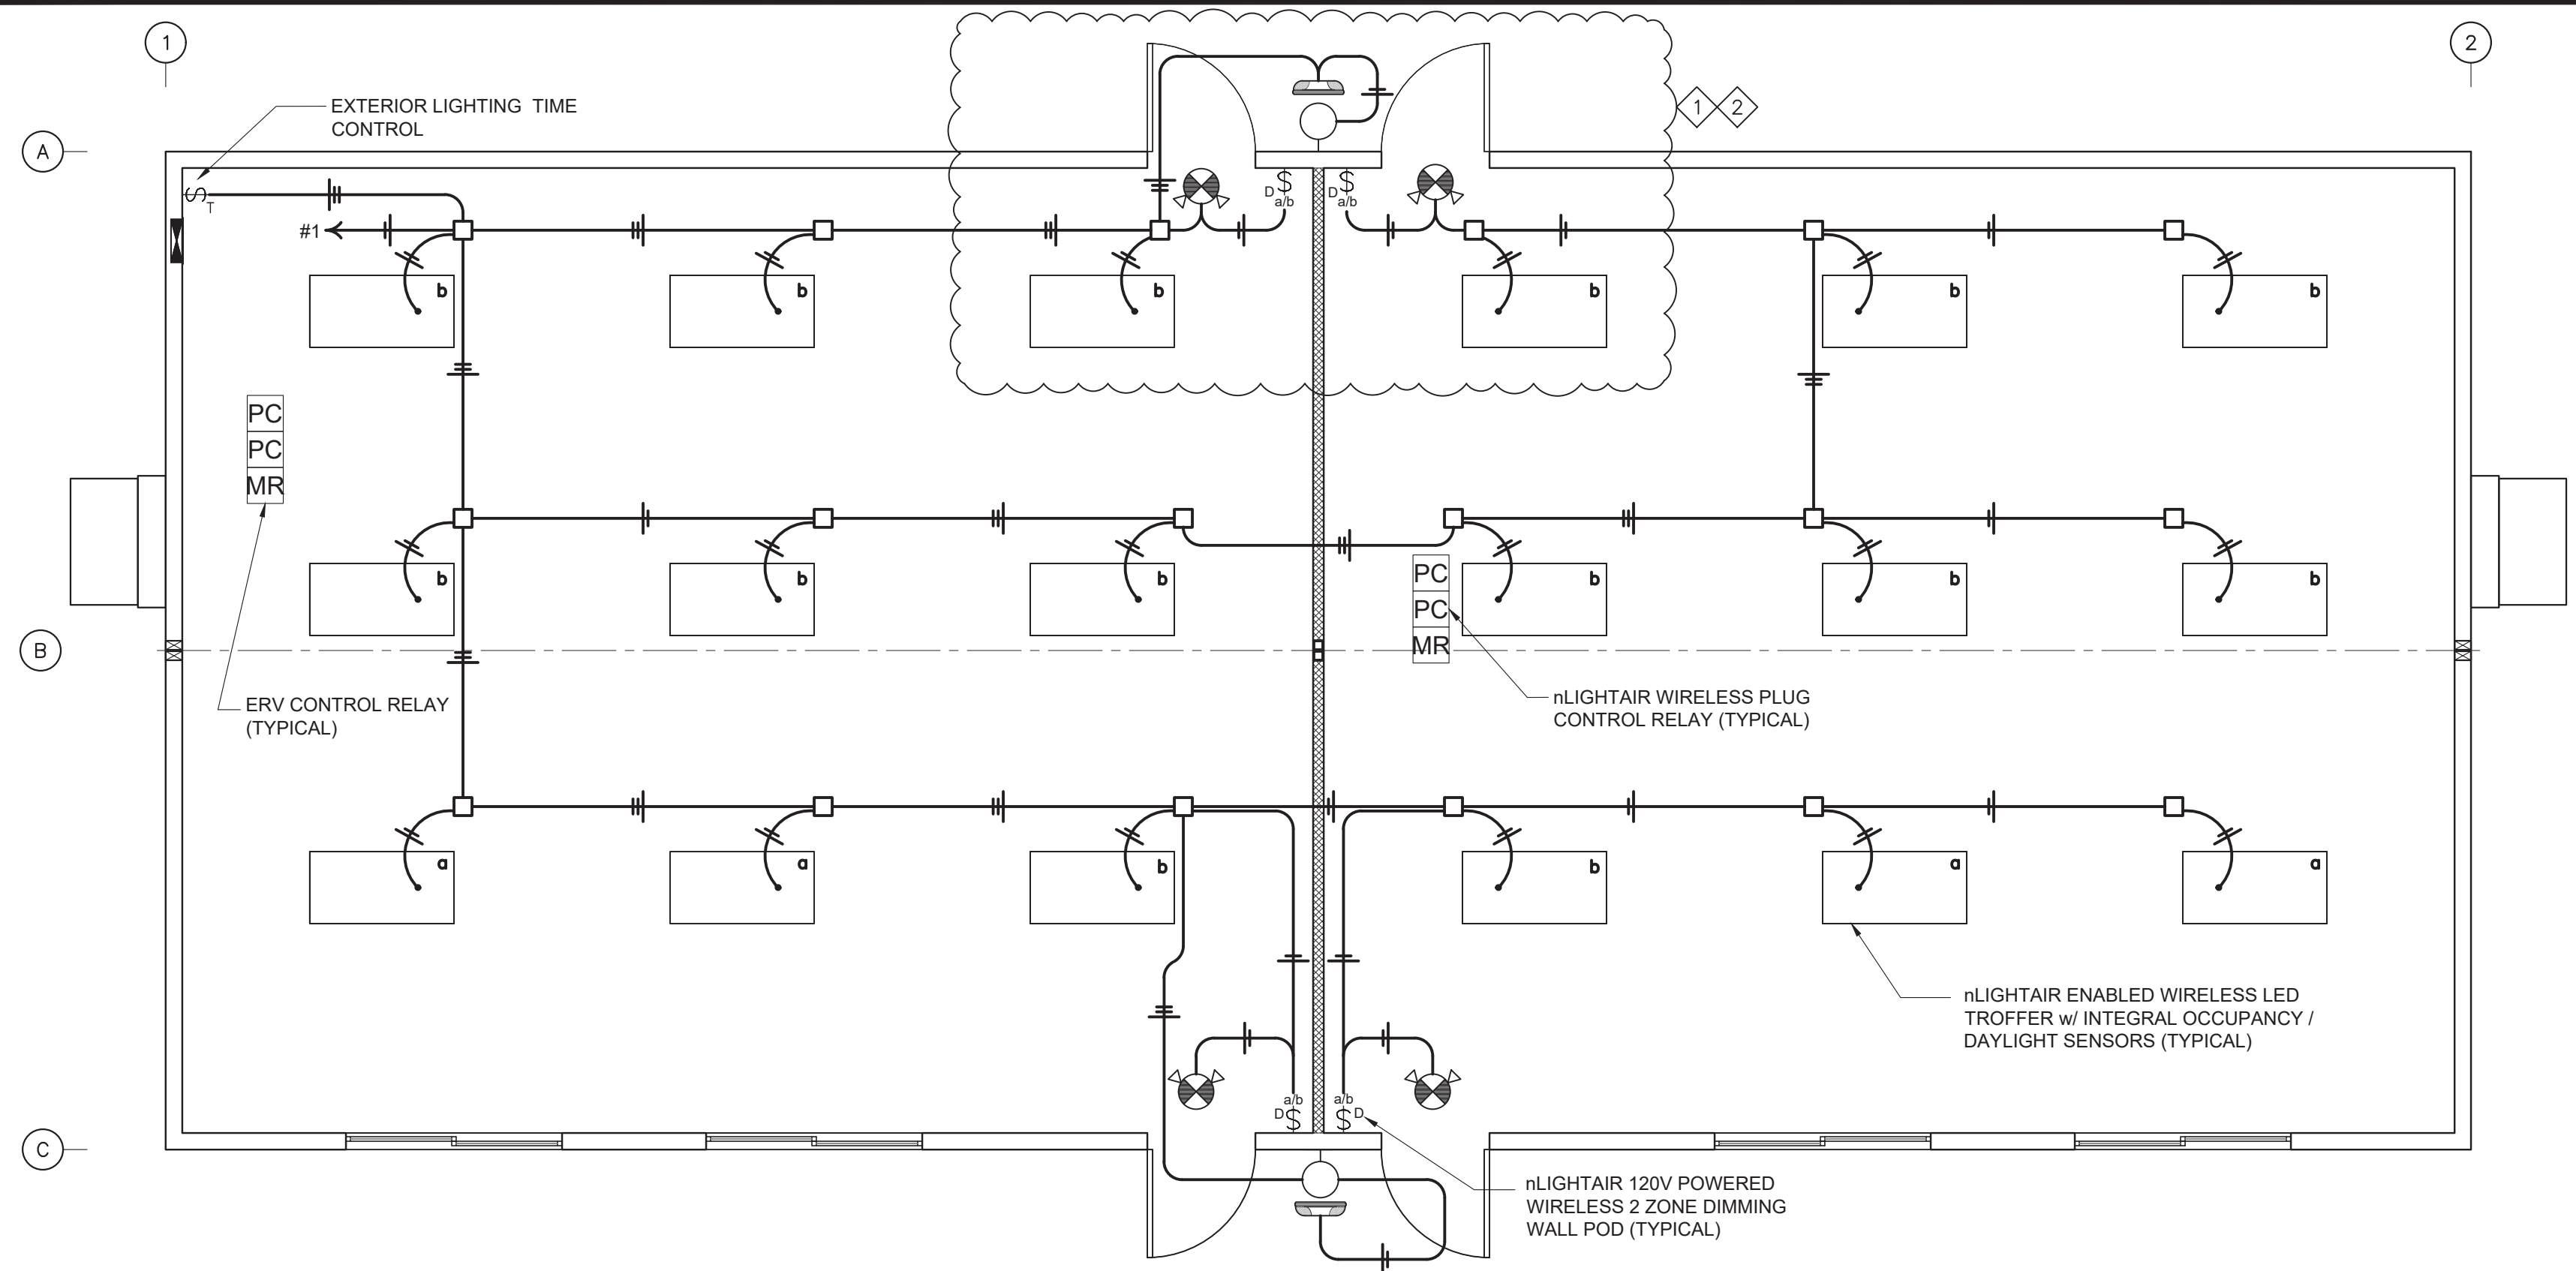 1
2
EXTERIOR LIGHTING TIME
CONTROL
1 2
A
T
#1
D $
a/b
D $
a/b
b
b
b
b
b
b
PC
PC
MR
b
b
b
PC
PC
MR
b
b
b
B
ERV CONTROL RELAY
(TYPICAL)
nLIGHTAIR WIRELESS PLUG
CONTROL RELAY (TYPICAL)
a
a
b
b
a
a
nLIGHTAIR ENABLED WIRELESS LED
TROFFER w/ INTEGRAL OCCUPANCY /
DAYLIGHT SENSORS (TYPICAL)
a/b
D $
a/b
$ D
C
nLIGHTAIR 120V POWERED
WIRELESS 2 ZONE DIMMING
WALL POD (TYPICAL)